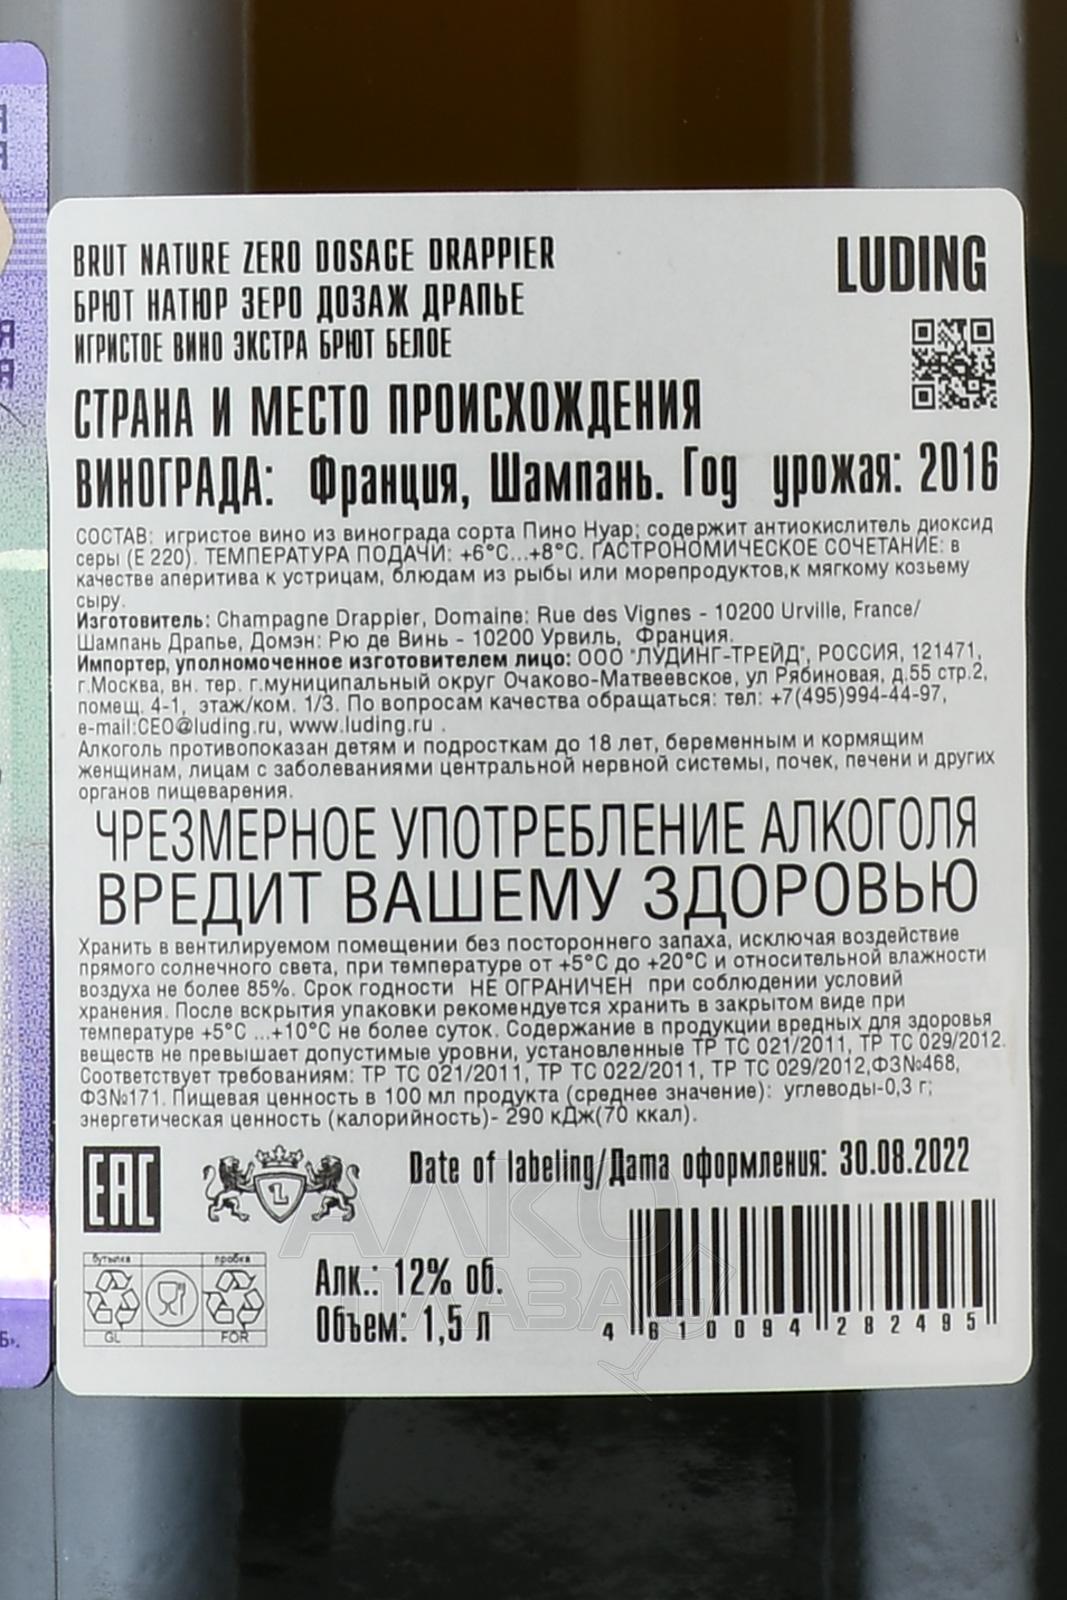 BRUT NATURE ZERO DOSAGE DRAPPIER
LUDING
БРЮТ НАТЮР ЗЕРО ДОЗАЖ ДРАПЬЕ
ИГРИСТОЕ ВИНО ЭКСТРА БРЮТ БЕЛОЕ
СТРАНА И МЕСТО ПРОИСХОЖДЕНИЯ
ВИНОГРАДА: Франция, Шампань. Год урожая: 2016
СОСТАВ: игристое вино из винограда сорта Пино Нуар; содержит антиокислитель диоксид
серы (Е 220). ТЕМПЕРАТУРА ПОДАЧИ: +6°С...+8°С. ГАСТРОНОМИЧЕСКОЕ СОЧЕТАНИЕ: в
качестве аперитива к устрицам, блюдам из рыбы или морепродуктов,к мягкому козьему
сыру.
Изготовитель: Champagne Drappier, Domaine: Rue des Vignes - 10200 Urville, France/
Шампань Драпье, Домэн: Рю де Винь - 10200 Урвиль, Франция.
Импортер, уполномоченное изготовителем лицо: ООО "ЛУДИНГ-ТРЕЙД", РОССИЯ, 121471,
г.Москва, вн. тер. г.муниципальный округ Очаково-Матвеевское, ул Рябиновая, д.55 стр.2,
помещ. 4-1, этаж/ком. 1/3. По вопросам качества обращаться: тел: +7(495)994-44-97,
e-mail:CEO@luding.ru, www.luding.ru .
Алкоголь противопоказан детям и подросткам до 18 лет, беременным и кормящим
женщинам, лицам с заболеваниями центральной нервной системы, почек, печени и других
органов пищеварения.
ЧРЕЗМЕРНОЕ УПОТРЕБЛЕНИЕ АЛКОГОЛЯ
ВРЕДИТ ВАШЕМУ ЗДОРОВЬЮ
Хранить в вентилируемом помещении без постороннего запаха, исключая воздействие
прямого солнечного света, при температуре от +5°С до +20°С и относительной влажности
воздуха не более 85%. Срок годности НЕ ОГРАНИЧЕН при соблюдении условий
хранения. После вскрытия упаковки рекомендуется хранить в закрытом виде при
температуре +5°С ...+10°С не более суток. Содержание в продукции вредных для здоровья
веществ не превышает допустимые уровни, установленные ТР ТС 021/2011, ТР ТС 029/2012.
Соответствует требованиям: ТР ТС 021/2011, ТР ТС 022/2011, ТР ТС 029/2012,ФЗ№468,
ФЗ№171. Пищевая ценность в 100 мл продукта (среднее значение): углеводы-0,3 г;
энергетическая ценность (калорийность)- 290 кДж(70 ккал).
EAC
L
Date of labeling/Дата оформления: 30.08.2022
бутылка пробка
GL FOR
Алк.: 12% об.
Объем: 1,5 л
4 610094 282495
АЛКО
ПЛАЗА